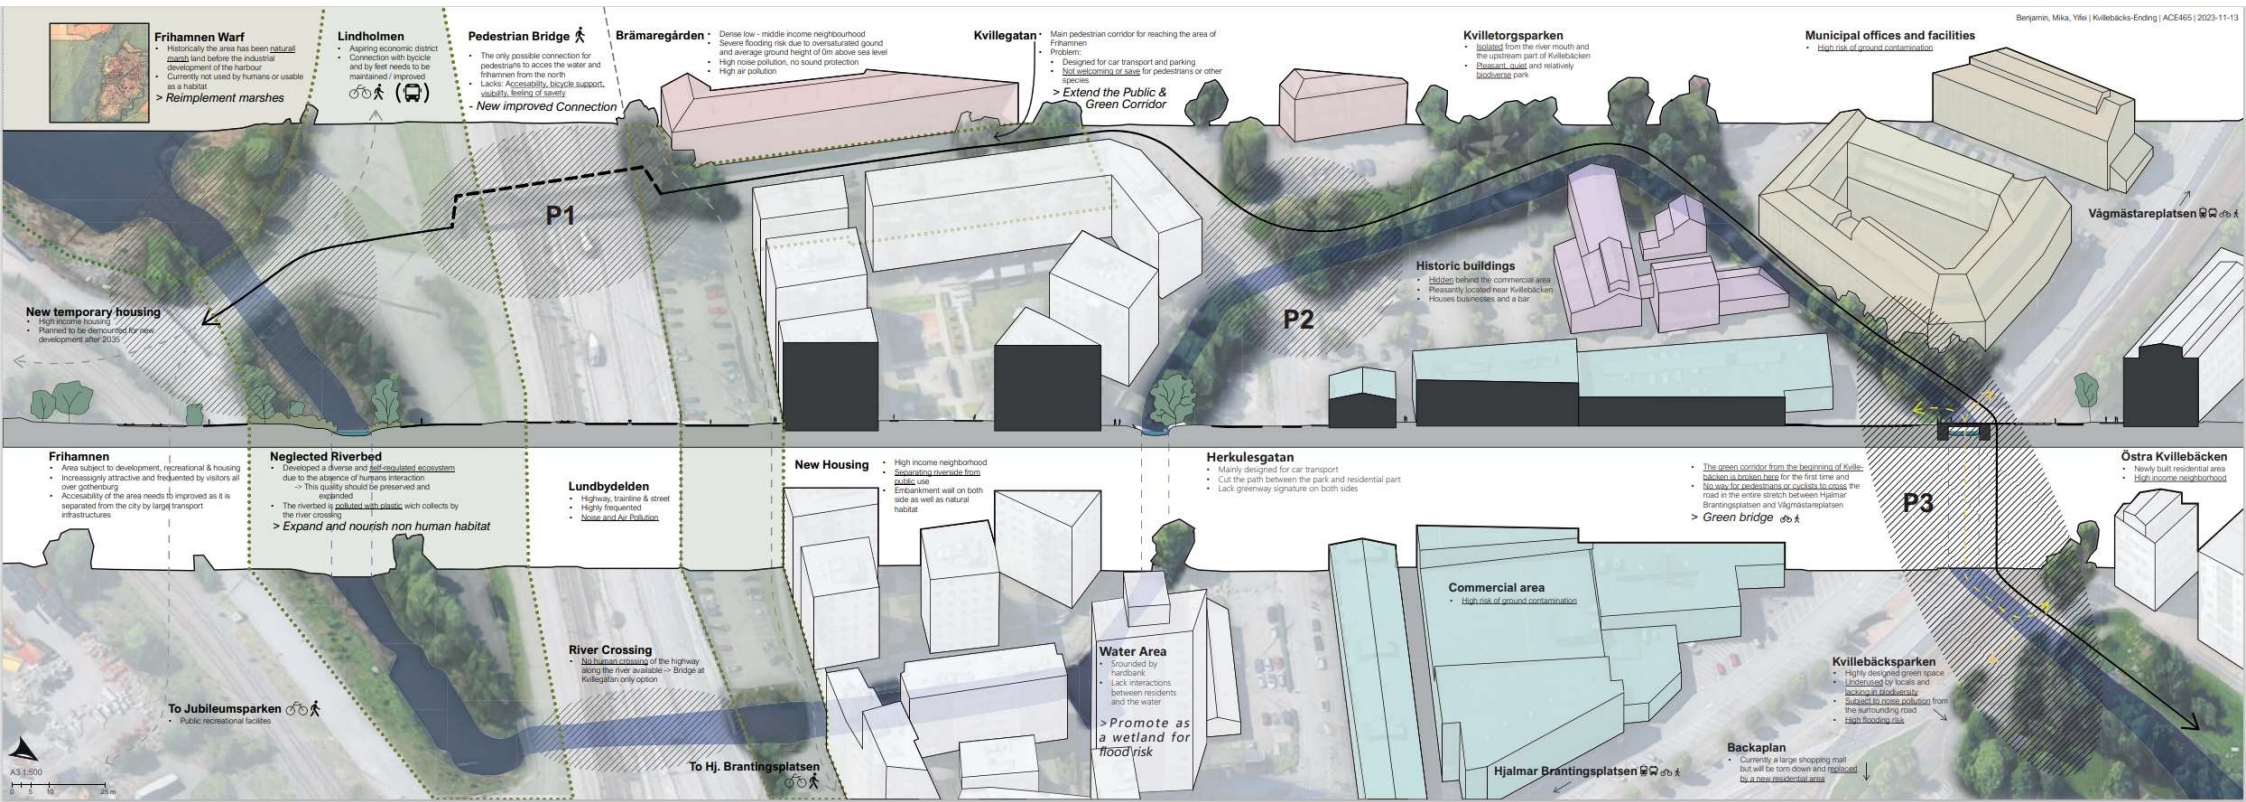 Benjamin, Mika, Yifei | Kvillebäcks-Ending | ACE465 | 2023-11-13
Frihamnen Warf
• Historically the area has been naturall
marsh land before the industrial
development of the harbour
• Currently not used by humans or usable
as a habitat
> Reimplement marshes
Lindholmen
• Aspiring economic district
• Connection with bycicle
and by feet needs to be
maintained / improved
Pedestrian Bridge
• The only possible connection for
pedestrians to acces the water and
frihamnen from the north
• Lacks: Accesability, bicycle support,
visibility, feeling of savety
- New improved Connection
Brämaregården
• Dense low - middle income neighbourhood
• Severe flooding risk due to oversaturated gound
and average ground height of 0m above sea level
• High noise pollution, no sound protection
• High air pollution
Kvillegatan
• Main pedestrian corridor for reaching the area of
Frihamnen
• Problem:
Designed for car transport and parking
• Not welcoming or save for pedestrians or other
species
> Extend the Public &
Green Corridor
Kvilletorgsparken
• Isolated from the river mouth and
the upstream part of Kvillebäcken
• Pleasant, quiet and relatively
biodiverse park
Municipal offices and facilities
• High risk of ground contamination
Vågmästareplatsen
P1
P2
Historic buildings
• Hidden behind the commercial area
• Pleasantly located near Kvillebäcken
• Houses businesses and a bar
New temporary housing
• High income housing
• Planned to be demounted for new
development after 2035
Frihamnen
• Area subject to development, recreational & housing
• Increassignly attractive and frequented by visitors all
over gothenburg
• Accesability of the area needs to improved as it is
separated from the city by large transport
infrastructures
Neglected Riverbed
• Developed a diverse and self-regulated ecosystem
due to the absence of humans interaction
-> This quality should be preserved and
expanded
• The riverbed is polluted with plastic wich collects by
the river crossing
> Expand and nourish non human habitat
Lundbydelden
• Highway, trainline & street
• Highly frequented
• Noise and Air Pollution
New Housing
• High income neighborhood
• Separating riverside from
public use
• Embankment wall on both
side as well as natural
habitat
Herkulesgatan
• Mainly designed for car transport
• Cut the path between the park and residential part
• Lack greenway signature on both sides
• The green corridor from the beginning of Kville-
bäcken is broken here for the first time and
• No way for pedestrians or cyclists to cross the
road in the entire stretch between Hjalmar
Brantingsplatsen and Vågmästareplatsen
> Green bridge
P3
Östra Kvillebäcken
• Newly built residential area
• High income neighborhood
Commercial area
• High risk of ground contamination
River Crossing
• No human crossing of the highway
along the river available -> Bridge at
Kvillegatan only option
Water Area
• Srounded by
hardbank
• Lack interactions
between residents
and the water
>Promote as
a wetland for
flood risk
Kvillebäcksparken
• Highly designed green space
• Underused by locals and
lacking in biodiversity
• Subject to noise pollution from
the surrounding road
• High flooding risk
To Jubileumsparken
• Public recreational facilites
To Hj. Brantingsplatsen
Hjalmar Brantingsplatsen
Backaplan
• Currently a large shopping mall
but will be torn down and replaced
by a new residential area
A3 1:500
0 5 10 25 m